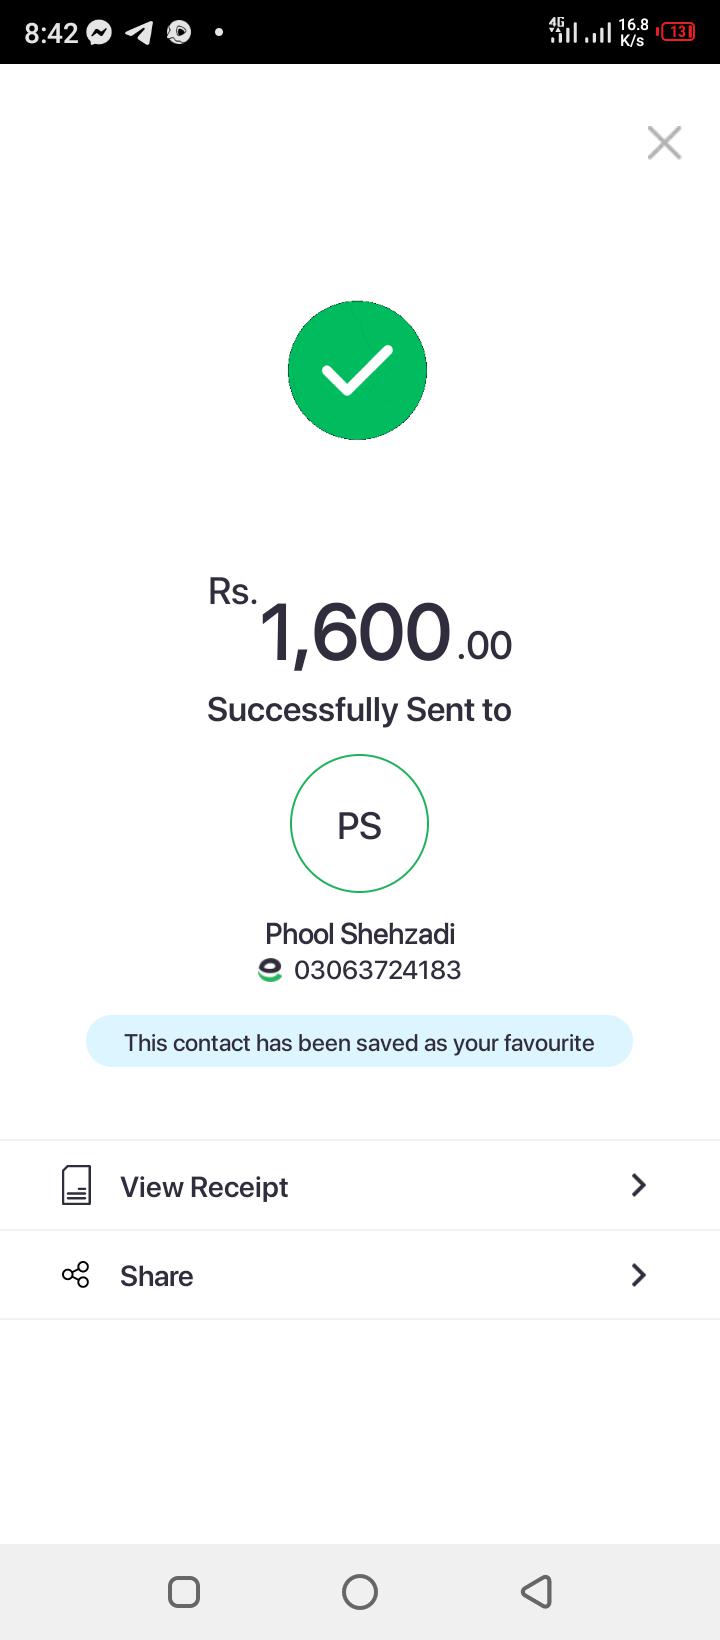 8:42
4G
16.8
K/s
13
Rs.
1,600.00
Successfully Sent to
PS
Phool Shehzadi
03063724183
This contact has been saved as your favourite
View Receipt
Share